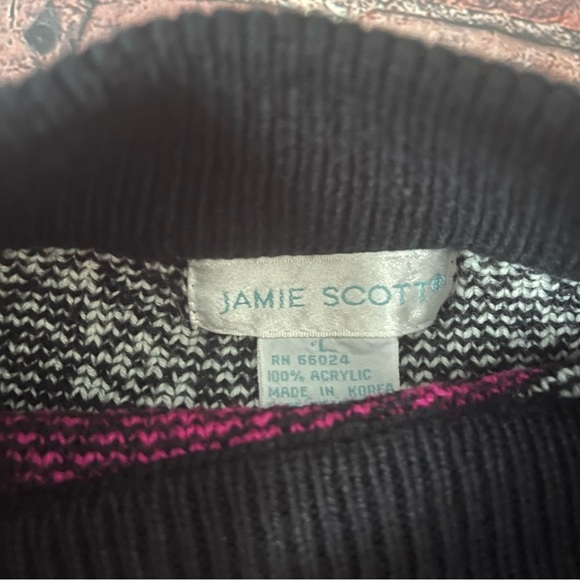 JAMIE SCOTT®
L
RN 66024
100% ACRYLIC
MADE IN KOREA